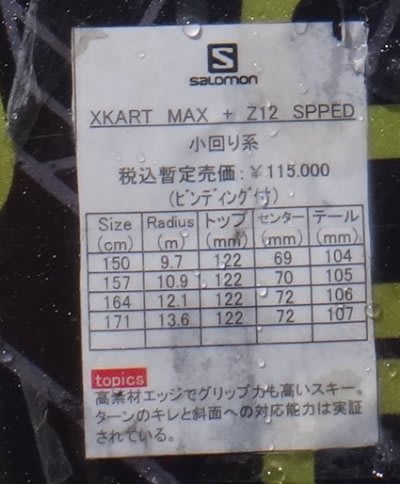 S
salomon
XKART MAX + Z12 SPPED
小回り系
税込暫定売価：￥115.000
(ﾋﾞﾝﾃﾞｨﾝｸﾞ付)
Size Radius トップ センター テール
(cm) (m) (mm) (mm) (mm)
150 9.7 122 69 104
157 10.9 122 70 105
164 12.1 122 72 106
171 13.6 122 72 107
topics
高素材エッジでグリップ力も高いスキー。
ターンのキレと斜面への対応能力は実証
されている。